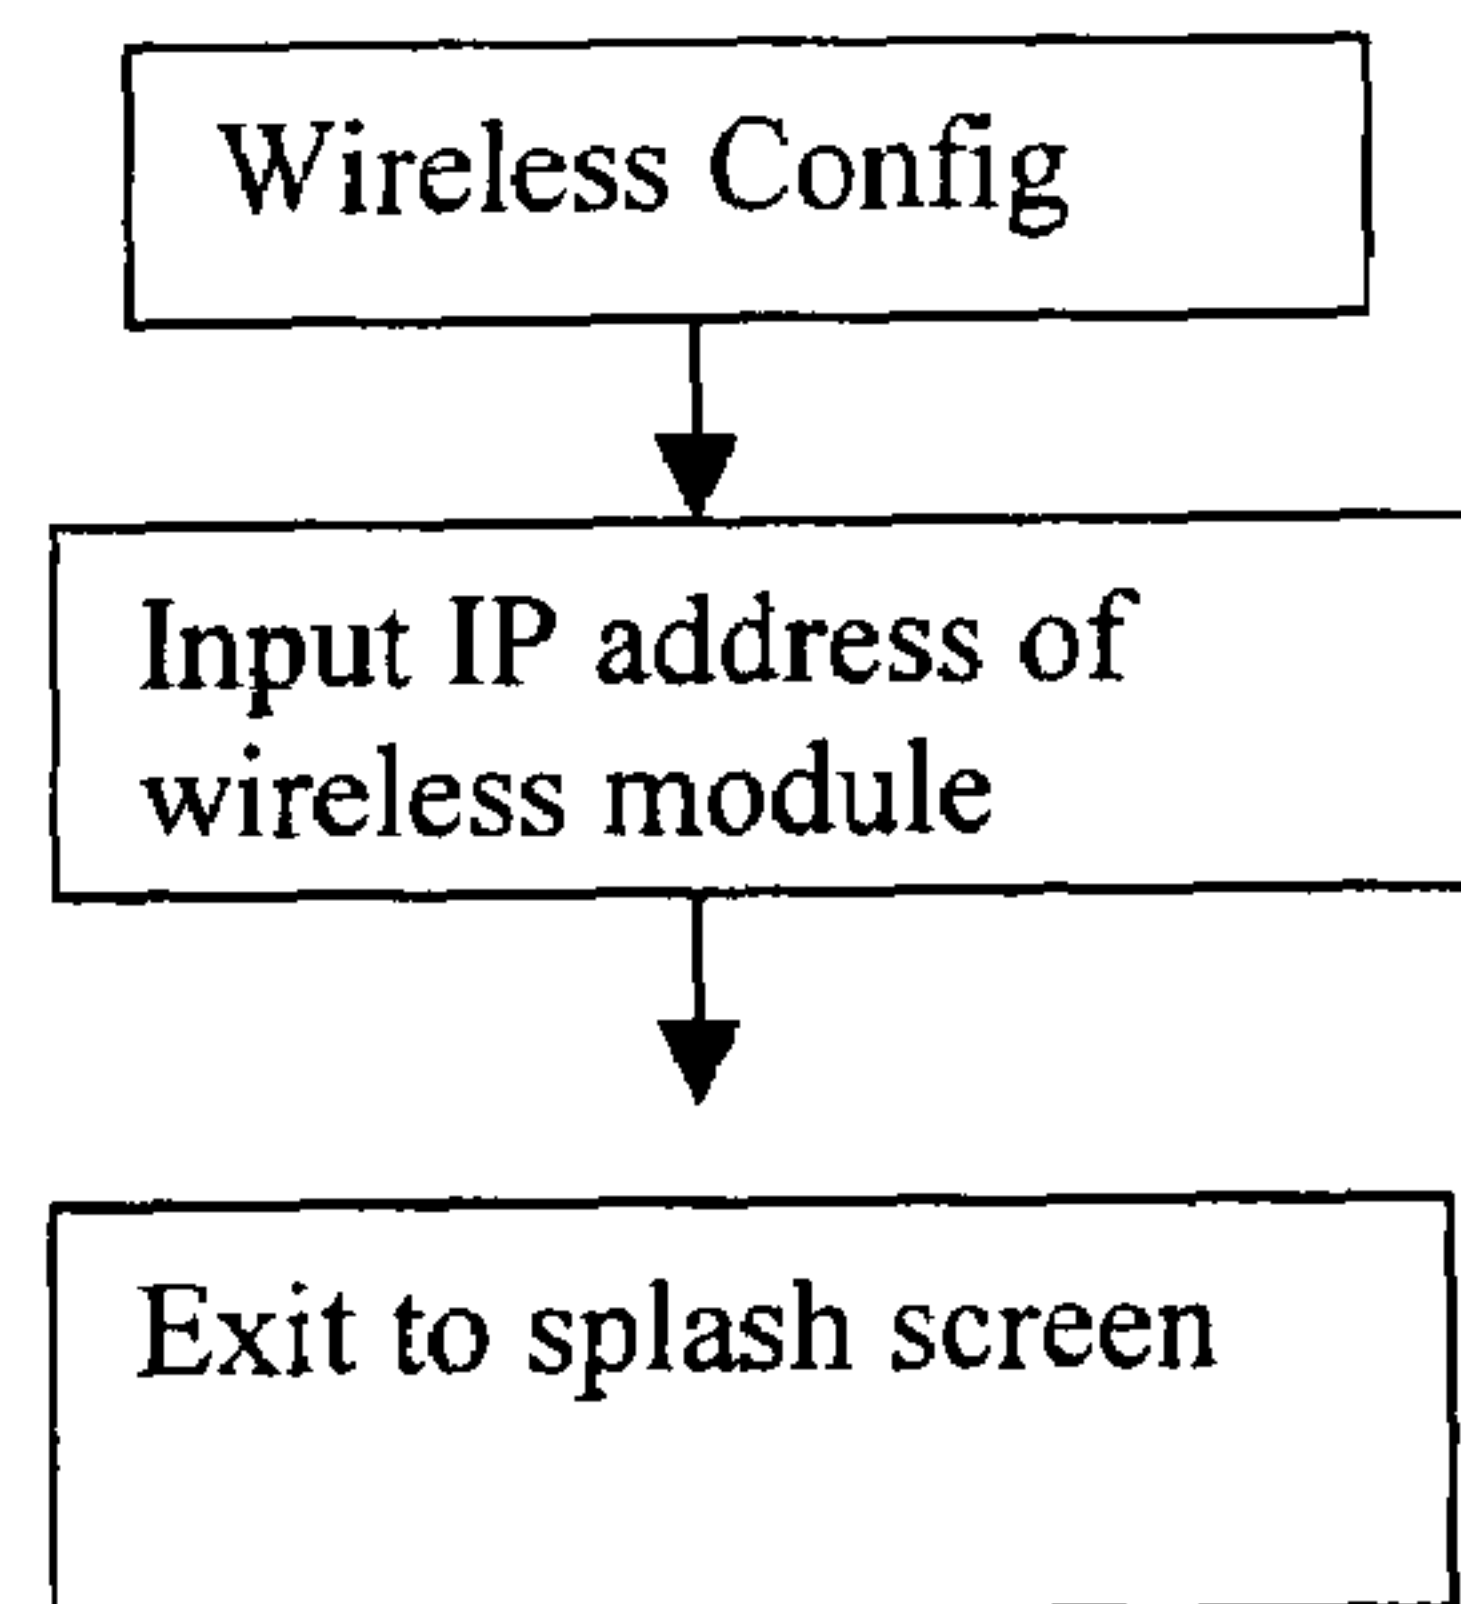 Wireless Config
Input IP address of
wireless module
Exit to splash screen